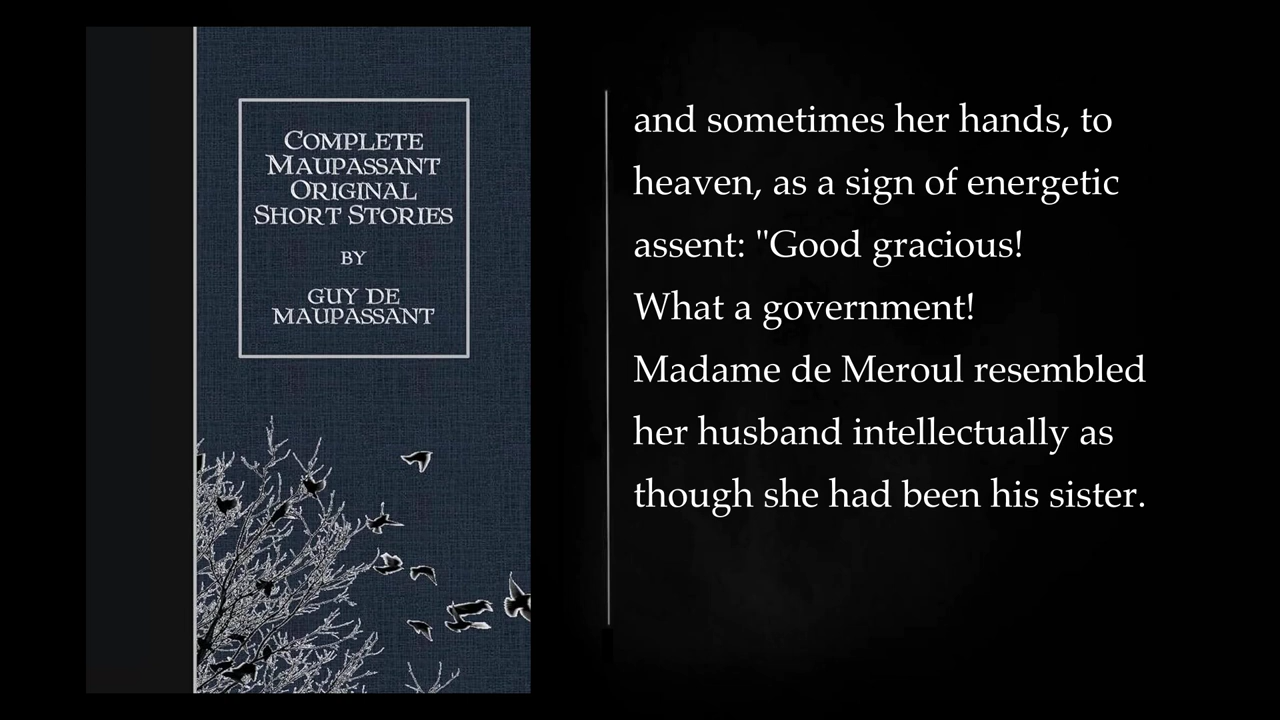 COMPLETE
MAUPASSANT
ORIGINAL
SHORT STORIES
BY
GUY DE
MAUPASSANT
and sometimes her hands, to
heaven, as a sign of energetic
assent: "Good gracious!
What a government!
Madame de Meroul resembled
her husband intellectually as
though she had been his sister.